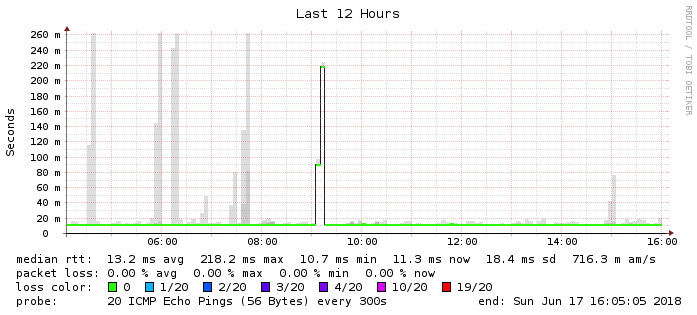 Last 12 Hours
RRDTOOL / TOBI OETIKER
Seconds
260 m
240 m
220 m
200 m
180 m
160 m
140 m
120 m
100 m
80 m
60 m
40 m
20 m
0
06:00 08:00 10:00 12:00 14:00 16:00
median rtt: 13.2 ms avg 218.2 ms max 10.7 ms min 11.3 ms now 18.4 ms sd 716.3 m am/s
packet loss: 0.00 % avg 0.00 % max 0.00 % min 0.00 % now
loss color: 0 1/20 2/20 3/20 4/20 10/20 19/20
probe: 20 ICMP Echo Pings (56 Bytes) every 300s end: Sun Jun 17 16:05:05 2018